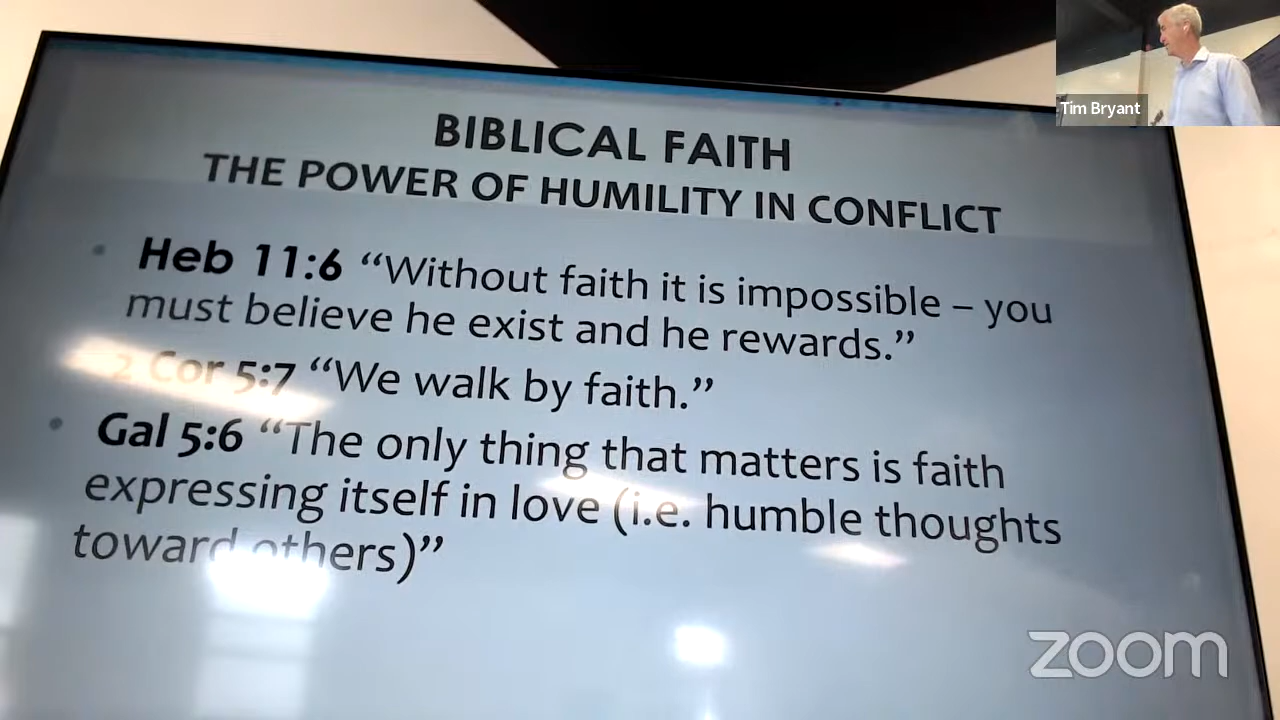 Tim Bryant
BIBLICAL FAITH
THE POWER OF HUMILITY IN CONFLICT
• Heb 11:6 “Without faith it is impossible – you
must believe he exist and he rewards.”
2 Cor 5:7 “We walk by faith.”
• Gal 5:6 “The only thing that matters is faith
expressing itself in love (i.e. humble thoughts
toward others)”
zoom